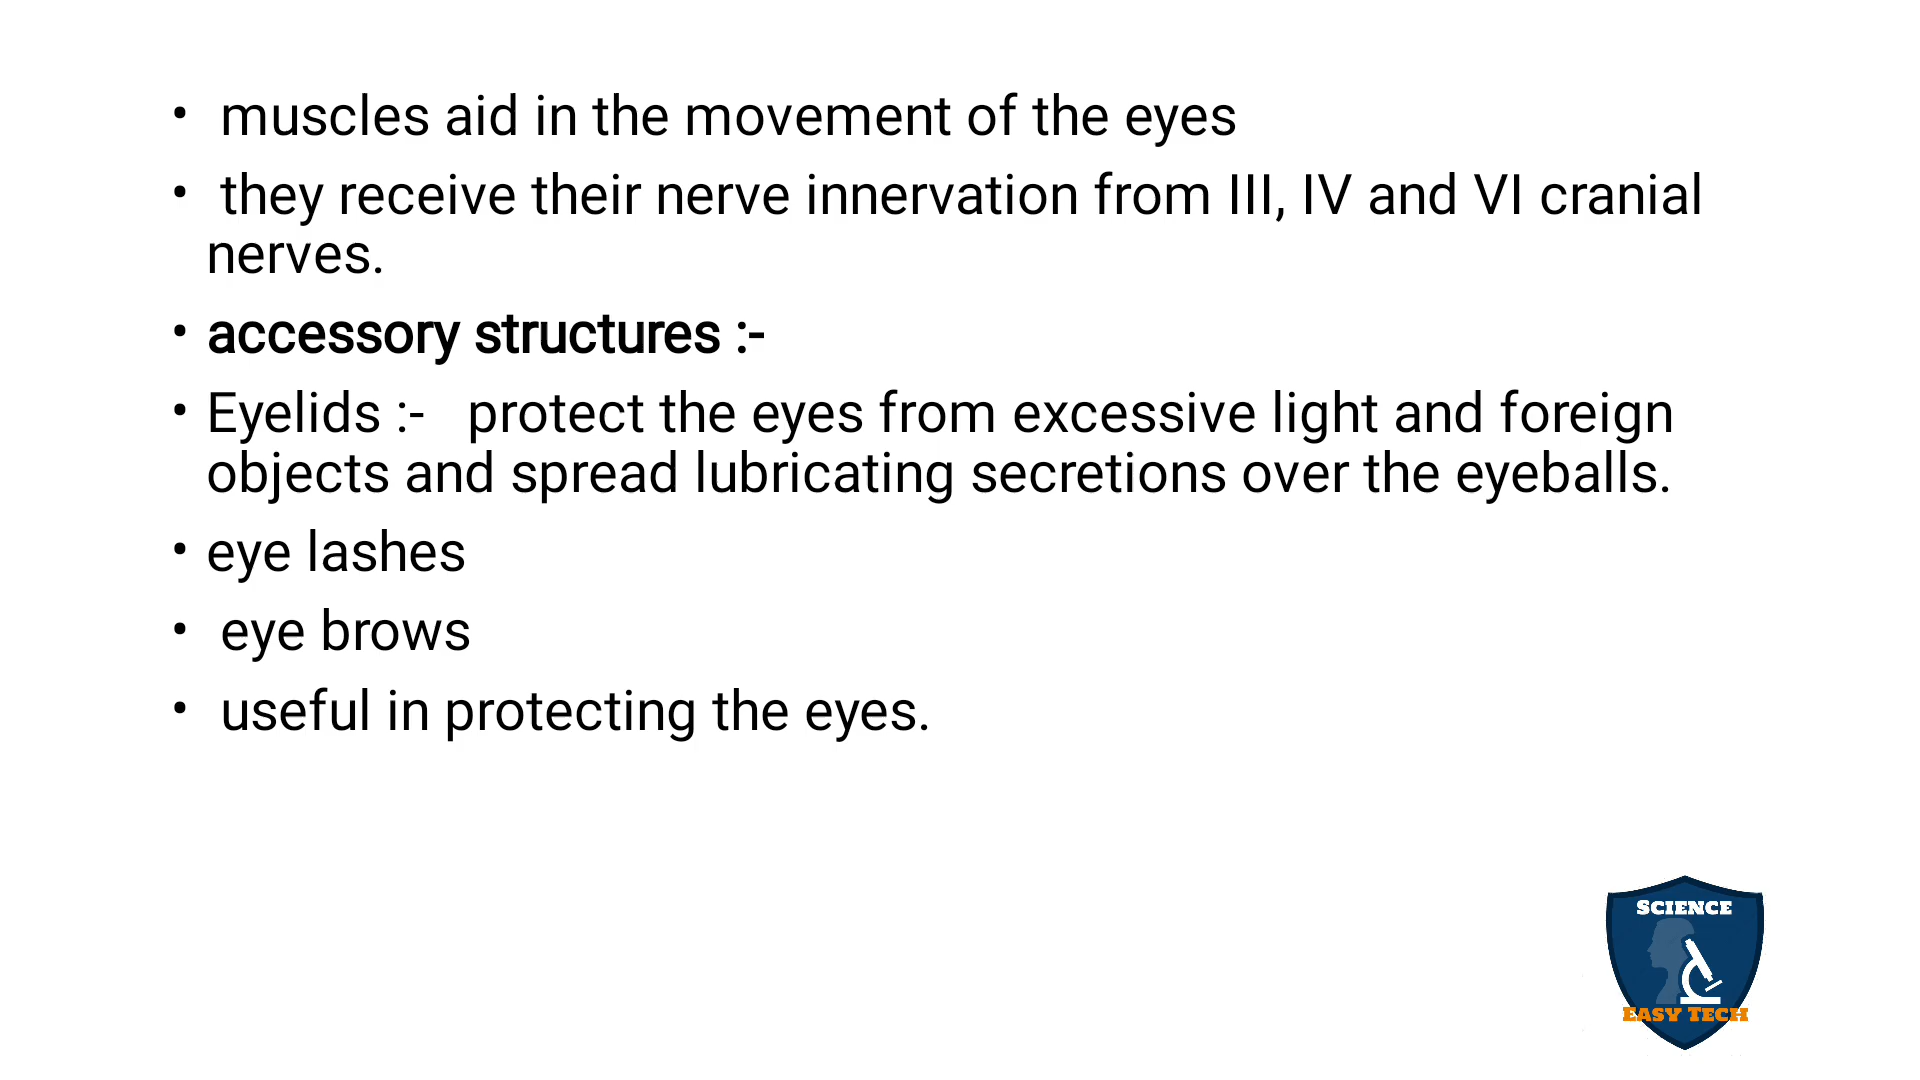 • muscles aid in the movement of the eyes
• they receive their nerve innervation from III, IV and VI cranial
nerves.
• accessory structures :-
• Eyelids :- protect the eyes from excessive light and foreign
objects and spread lubricating secretions over the eyeballs.
• eye lashes
• eye brows
• useful in protecting the eyes.
SCIENCE
EASY TECH